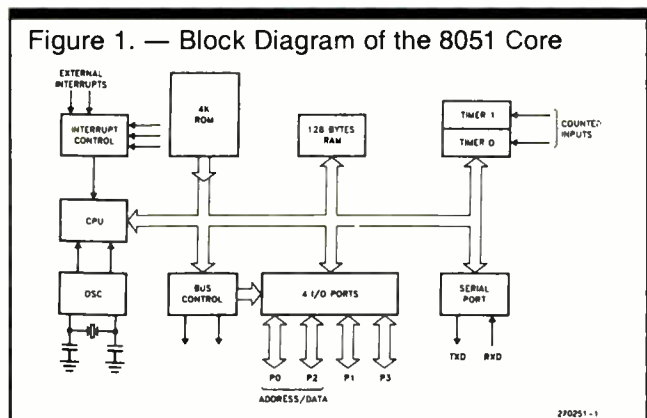 Figure 1. — Block Diagram of the 8051 Core
EXTERNAL
INTERRUPTS
INTERRUPT
CONTROL
4K
ROM
128 BYTES
RAM
TIMER 1
TIMER 0
COUNTER
INPUTS
CPU
OSC
BUS
CONTROL
4 I/O PORTS
SERIAL
PORT
TXD RXD
P0 P2 P1 P3
ADDRESS/DATA
270251-1